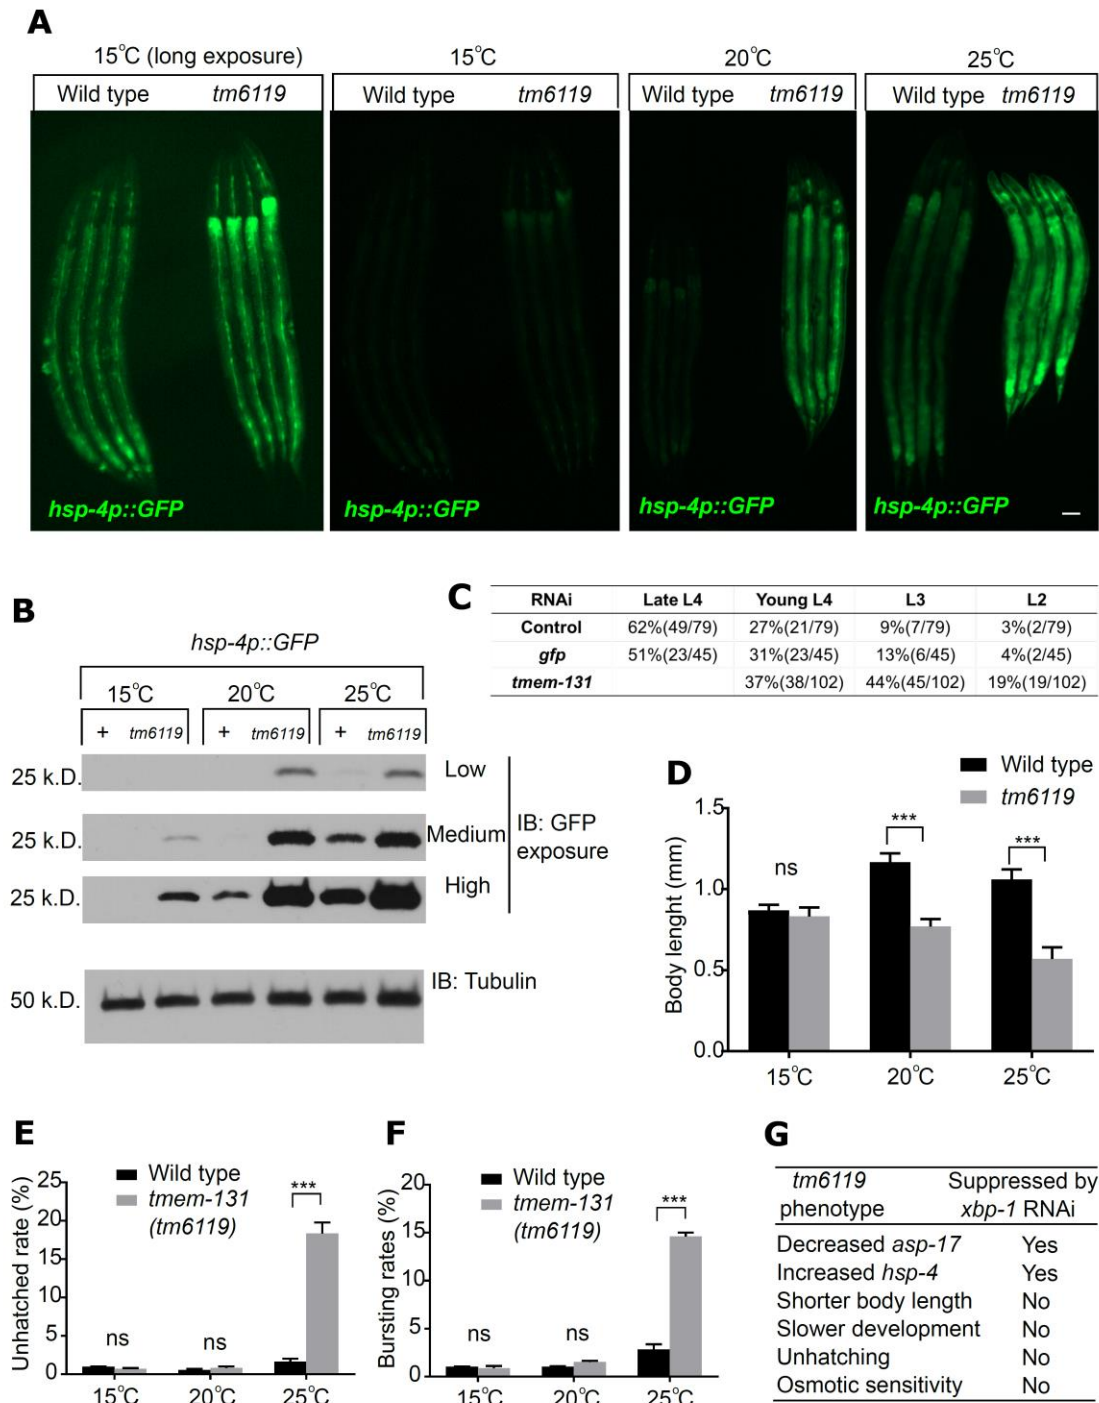 A
15°C (long exposure)
15°C
20°C
25°C
Wild type tm6119
Wild type tm6119
Wild type tm6119
Wild type tm6119
hsp-4p::GFP
hsp-4p::GFP
hsp-4p::GFP
hsp-4p::GFP
B
hsp-4p::GFP
15°C 20°C 25°C
+ tm6119 + tm6119 + tm6119
25 k.D. Low
25 k.D. Medium
25 k.D. High
IB: GFP
exposure
50 k.D. IB: Tubulin
C
RNAi Late L4 Young L4 L3 L2
Control 62%(49/79) 27%(21/79) 9%(7/79) 3%(2/79)
gfp 51%(23/45) 31%(23/45) 13%(6/45) 4%(2/45)
tmem-131 37%(38/102) 44%(45/102) 19%(19/102)
D
Wild type
tm6119
Body lenght (mm)
1.5
1.0
0.5
0.0
ns
***
***
15°C 20°C 25°C
E
Wild type
tmem-131
(tm6119)
Unhatched rate (%)
25
20
15
10
5
0
ns
ns
***
15°C 20°C 25°C
F
Wild type
tmem-131
(tm6119)
Bursting rates (%)
20
15
10
5
0
ns
ns
***
15°C 20°C 25°C
G
tm6119 Suppressed by
phenotype xbp-1 RNAi
Decreased asp-17 Yes
Increased hsp-4 Yes
Shorter body length No
Slower development No
Unhatching No
Osmotic sensitivity No